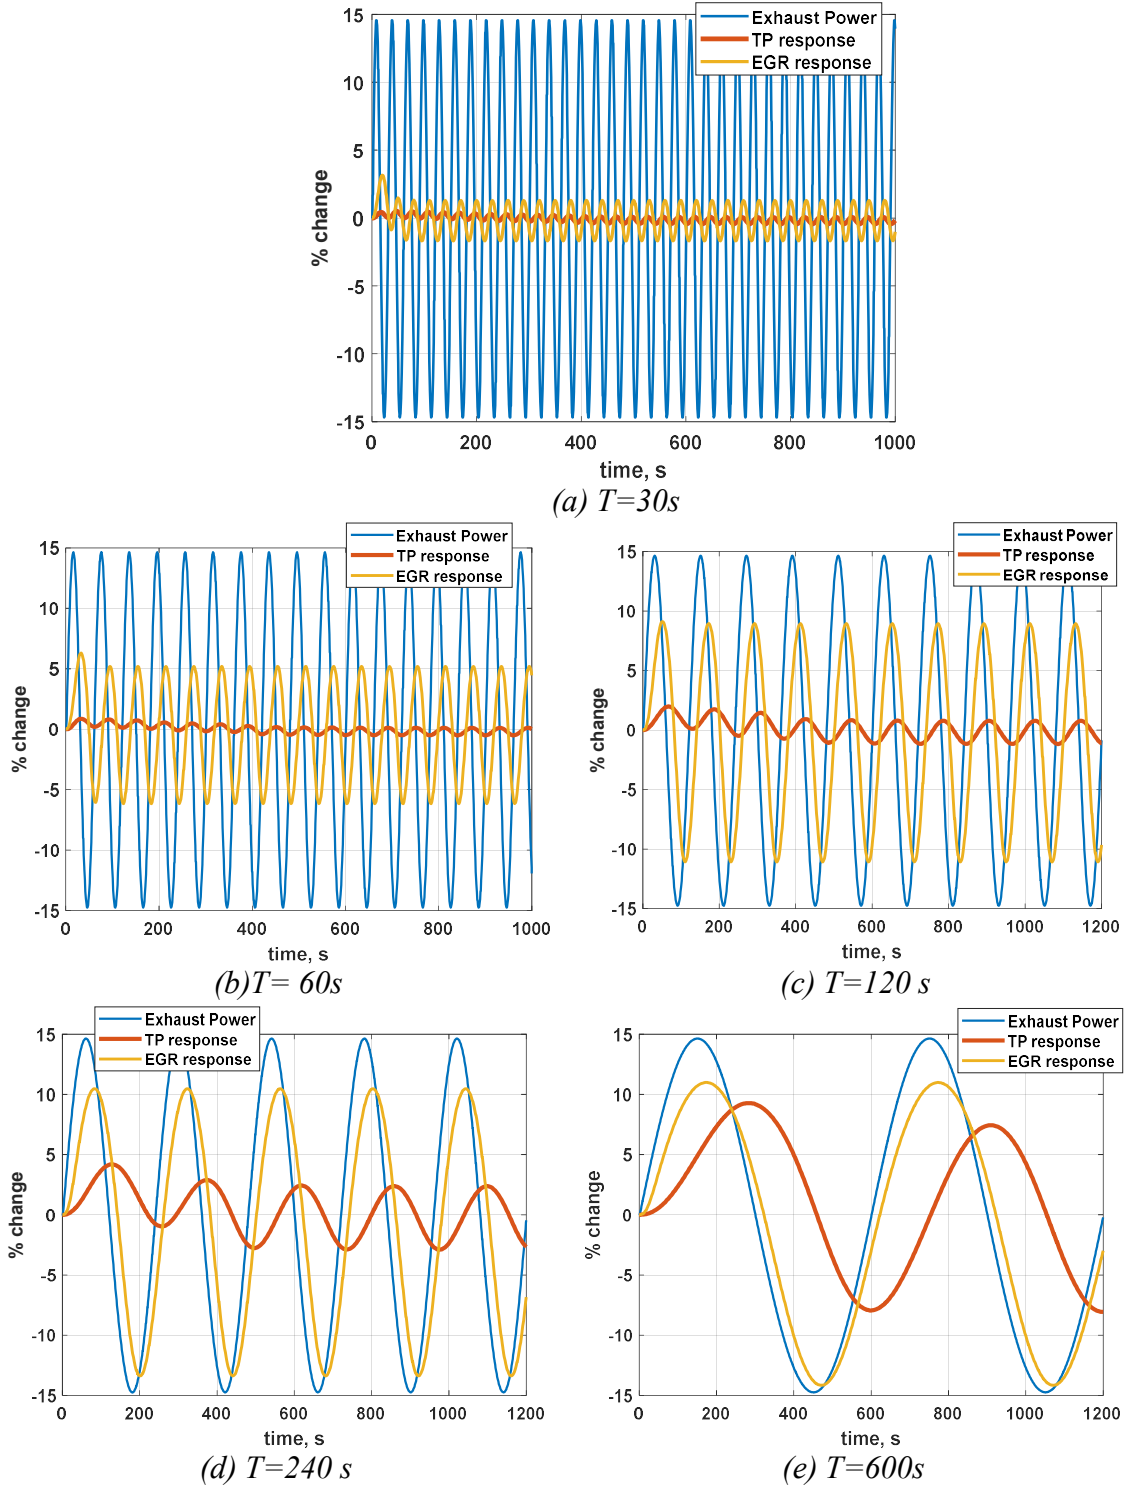 15
Exhaust Power
TP response
EGR response
10
5
0
-5
-10
-15
% change
0 200 400 600 800 1000
time, s
(a) T=30s
15
Exhaust Power
TP response
EGR response
10
5
0
-5
-10
-15
% change
0 200 400 600 800 1000
time, s
(b)T= 60s
15
Exhaust Power
TP response
EGR response
10
5
0
-5
-10
-15
% change
0 200 400 600 800 1000 1200
time, s
(c) T=120 s
15
Exhaust Power
TP response
EGR response
10
5
0
-5
-10
-15
% change
0 200 400 600 800 1000 1200
time, s
(d) T=240 s
15
Exhaust Power
TP response
EGR response
10
5
0
-5
-10
-15
% change
0 200 400 600 800 1000 1200
time, s
(e) T=600s